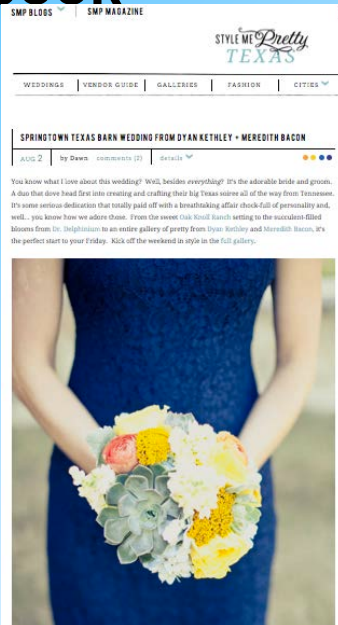 SMP BLOGS SMP MAGAZINE
STYLE ME Pretty
TEXAS
WEDDINGS VENDOR GUIDE GALLERIES FASHION CITIES
SPRINGTOWN TEXAS BARN WEDDING FROM DYAN KETHLEY + MEREDITH BACON
AUG 2 by Dawn comments (2) details
You know what I love about this wedding? Well, besides everything? It's the adorable bride and groom.
A duo that dove head first into creating and crafting their big Texas soiree all of the way from Tennessee.
It's some serious dedication that totally paid off with a breathtaking affair chock-full of personality and,
well... you know how we adore those. From the sweet Oak Knoll Ranch setting to the succulent-filled
blooms from Dr. Delphinium to an entire gallery of pretty from Dyan Kethley and Meredith Bacon, it's
the perfect start to your Friday. Kick off the weekend in style in the full gallery.